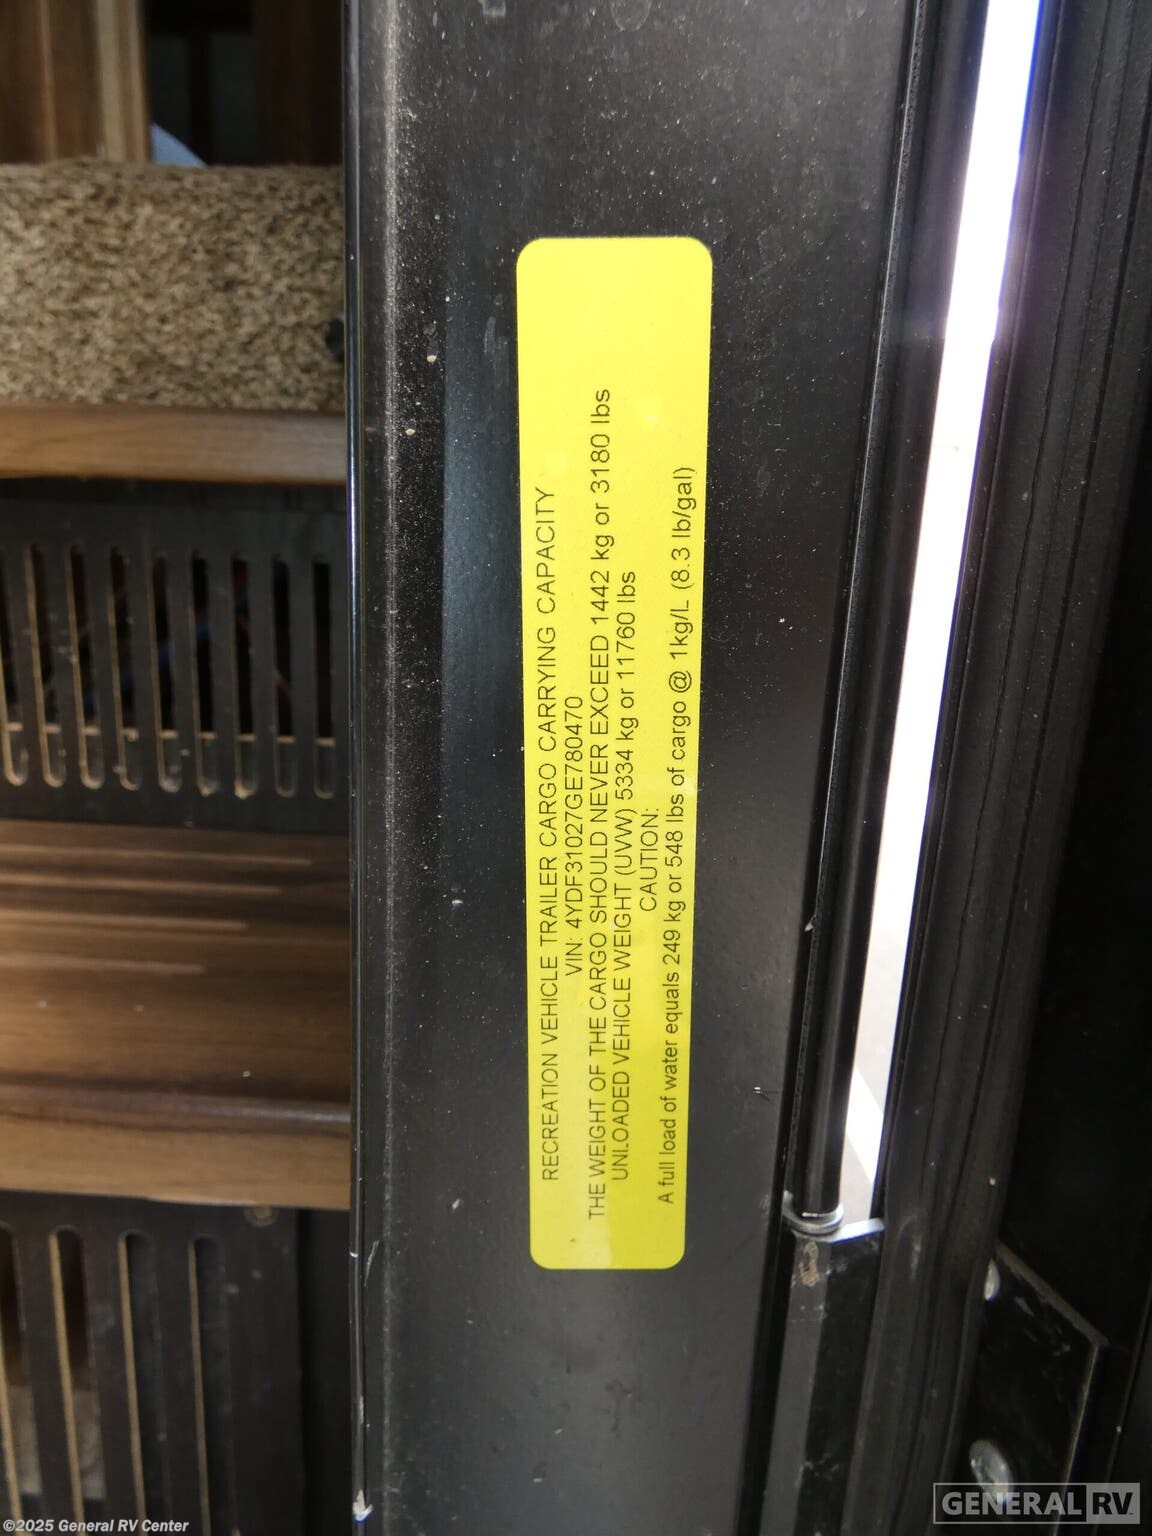 RECREATION VEHICLE TRAILER CARGO CARRYING CAPACITY
VIN: 4YDF31027GE780470
THE WEIGHT OF THE CARGO SHOULD NEVER EXCEED 1442 kg or 3180 lbs
UNLOADED VEHICLE WEIGHT (UVW) 5334 kg or 11760 lbs
CAUTION:
A full load of water equals 249 kg or 548 lbs of cargo @ 1kg/L (8.3 lb/gal)
GENERAL RV
©2025 General RV Center